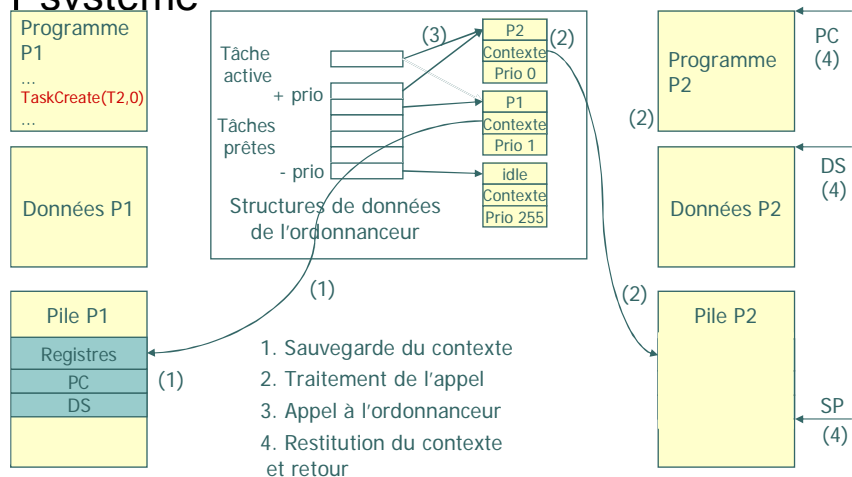 système
Programme
P1
...
TaskCreate(T2,0)
...
Données P1
Pile P1
Registres
PC
DS
(1)
Tâche
active
+ prio
Tâches
prêtes
- prio
Structures de données
de l'ordonnanceur
(3)
P2
Contexte
Prio 0
(2)
P1
Contexte
Prio 1
idle
Contexte
Prio 255
(1)
1. Sauvegarde du contexte
2. Traitement de l'appel
3. Appel à l'ordonnanceur
4. Restitution du contexte
et retour
(2)
Programme
P2
(2)
Données P2
Pile P2
PC
(4)
DS
(4)
SP
(4)